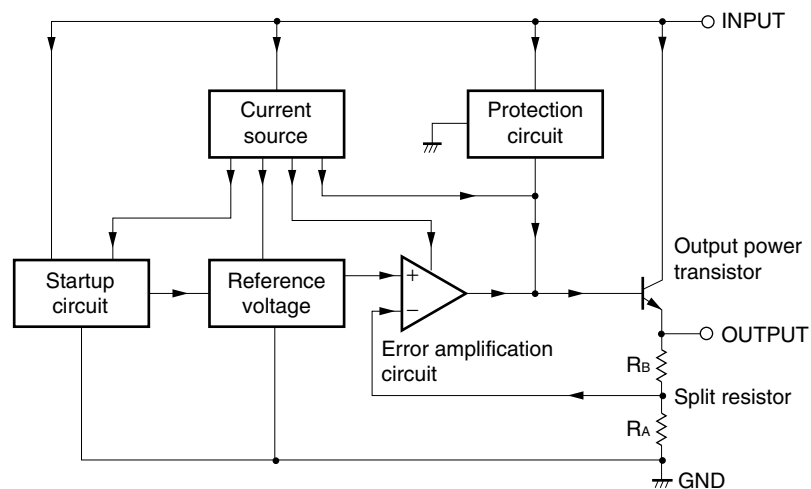 INPUT
Current
source
Protection
circuit
Output power
transistor
Startup
circuit
Reference
voltage
+
−
Error amplification
circuit
OUTPUT
RB
Split resistor
RA
GND